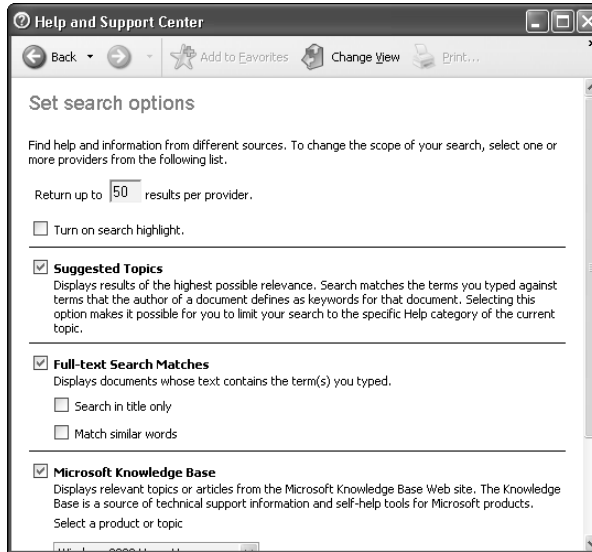 Help and Support Center
Back
Add to Favorites
Change View
Print...
Set search options
Find help and information from different sources. To change the scope of your search, select one or
more providers from the following list.
Return up to 50 results per provider.
Turn on search highlight.
Suggested Topics
Displays results of the highest possible relevance. Search matches the terms you typed against
terms that the author of a document defines as keywords for that document. Selecting this
option makes it possible for you to limit your search to the specific Help category of the current
topic.
Full-text Search Matches
Displays documents whose text contains the term(s) you typed.
Search in title only
Match similar words
Microsoft Knowledge Base
Displays relevant topics or articles from the Microsoft Knowledge Base Web site. The Knowledge
Base is a source of technical support information and self-help tools for Microsoft products.
Select a product or topic